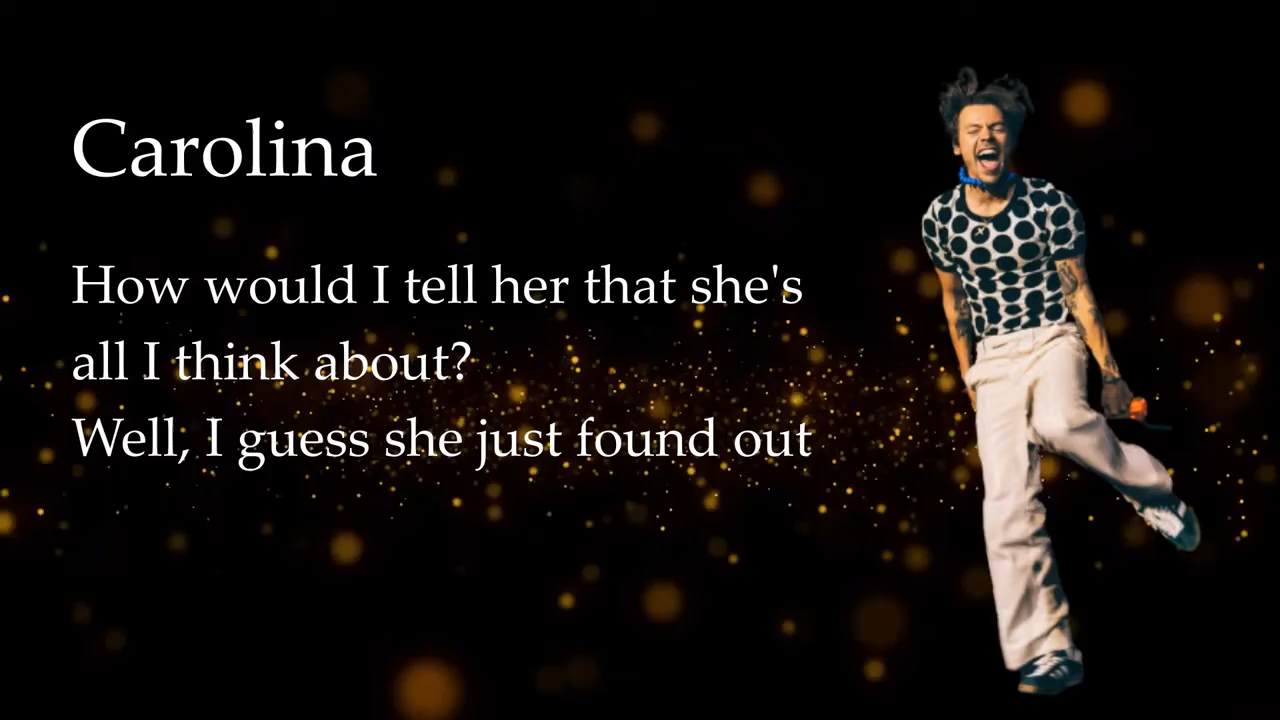 Carolina
How would I tell her that she's
all I think about?
Well, I guess she just found out